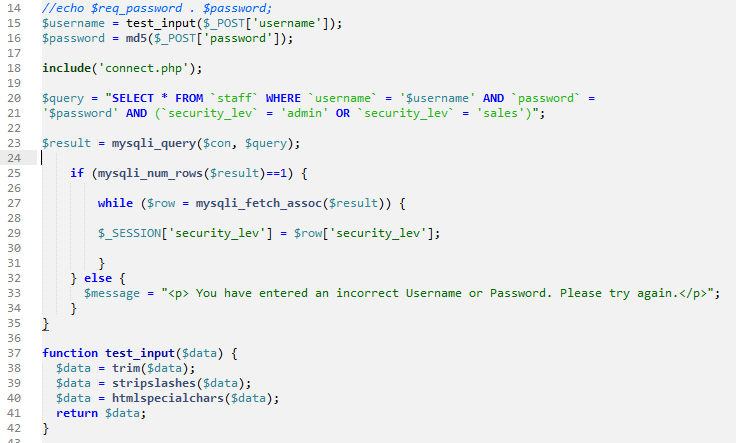 14 //echo $req_password . $password;
15 $username = test_input($_POST['username']);
16 $password = md5($_POST['password']);
17
18 include('connect.php');
19
20 $query = "SELECT * FROM `staff` WHERE `username` = '$username' AND `password` =
21 '$password' AND (`security_lev` = 'admin' OR `security_lev` = 'sales')";
22
23 $result = mysqli_query($con, $query);
24
25 if (mysqli_num_rows($result)==1) {
26
27 while ($row = mysqli_fetch_assoc($result)) {
28
29 $_SESSION['security_lev'] = $row['security_lev'];
30
31 }
32 } else {
33 $message = "<p> You have entered an incorrect Username or Password. Please try again.</p>";
34 }
35 }
36
37 function test_input($data) {
38 $data = trim($data);
39 $data = stripslashes($data);
40 $data = htmlspecialchars($data);
41 return $data;
42 }